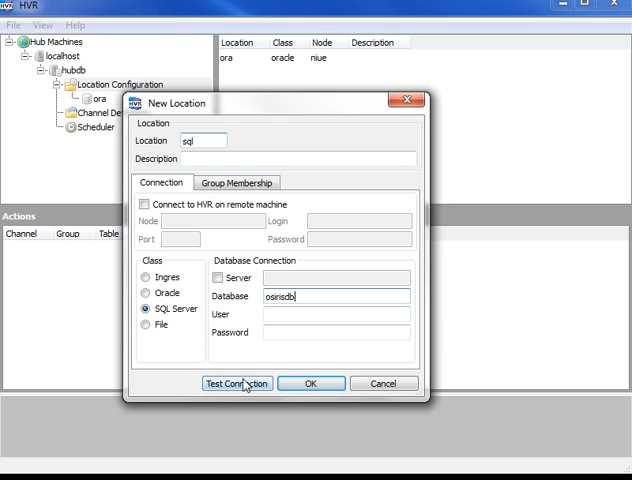 HVR
File View Help
Hub Machines
localhost
hubdb
Location Configuration
ora
Channel De
Scheduler
Location Class Node Description
ora oracle niue
HVR New Location
Location
Location sql
Description
Connection Group Membership
Connect to HVR on remote machine
Node Login
Port Password
Class
Ingres
Oracle
SQL Server
File
Database Connection
Server
Database osirisdb
User
Password
Test Connection OK Cancel
Actions
Channel Group Table